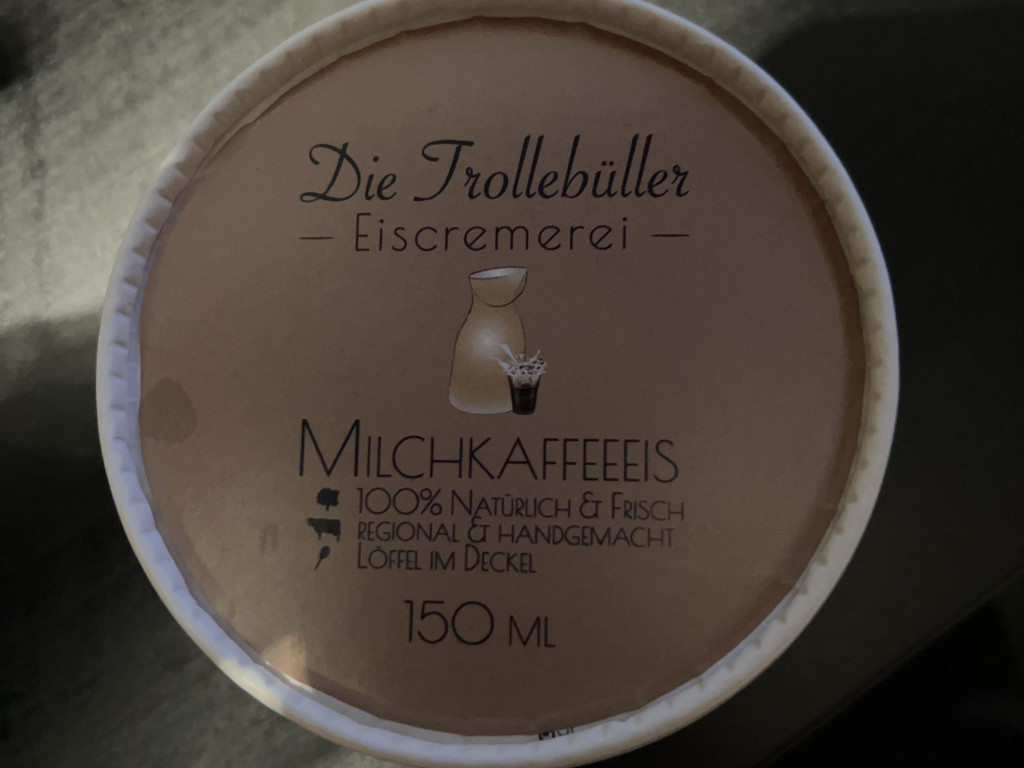 Die Trollebüller
— Eiscremerei —
MILCHKAFFEEEIS
100% NATÜRLICH & FRISCH
REGIONAL & HANDGEMACHT
LÖFFEL IM DECKEL
150 ML